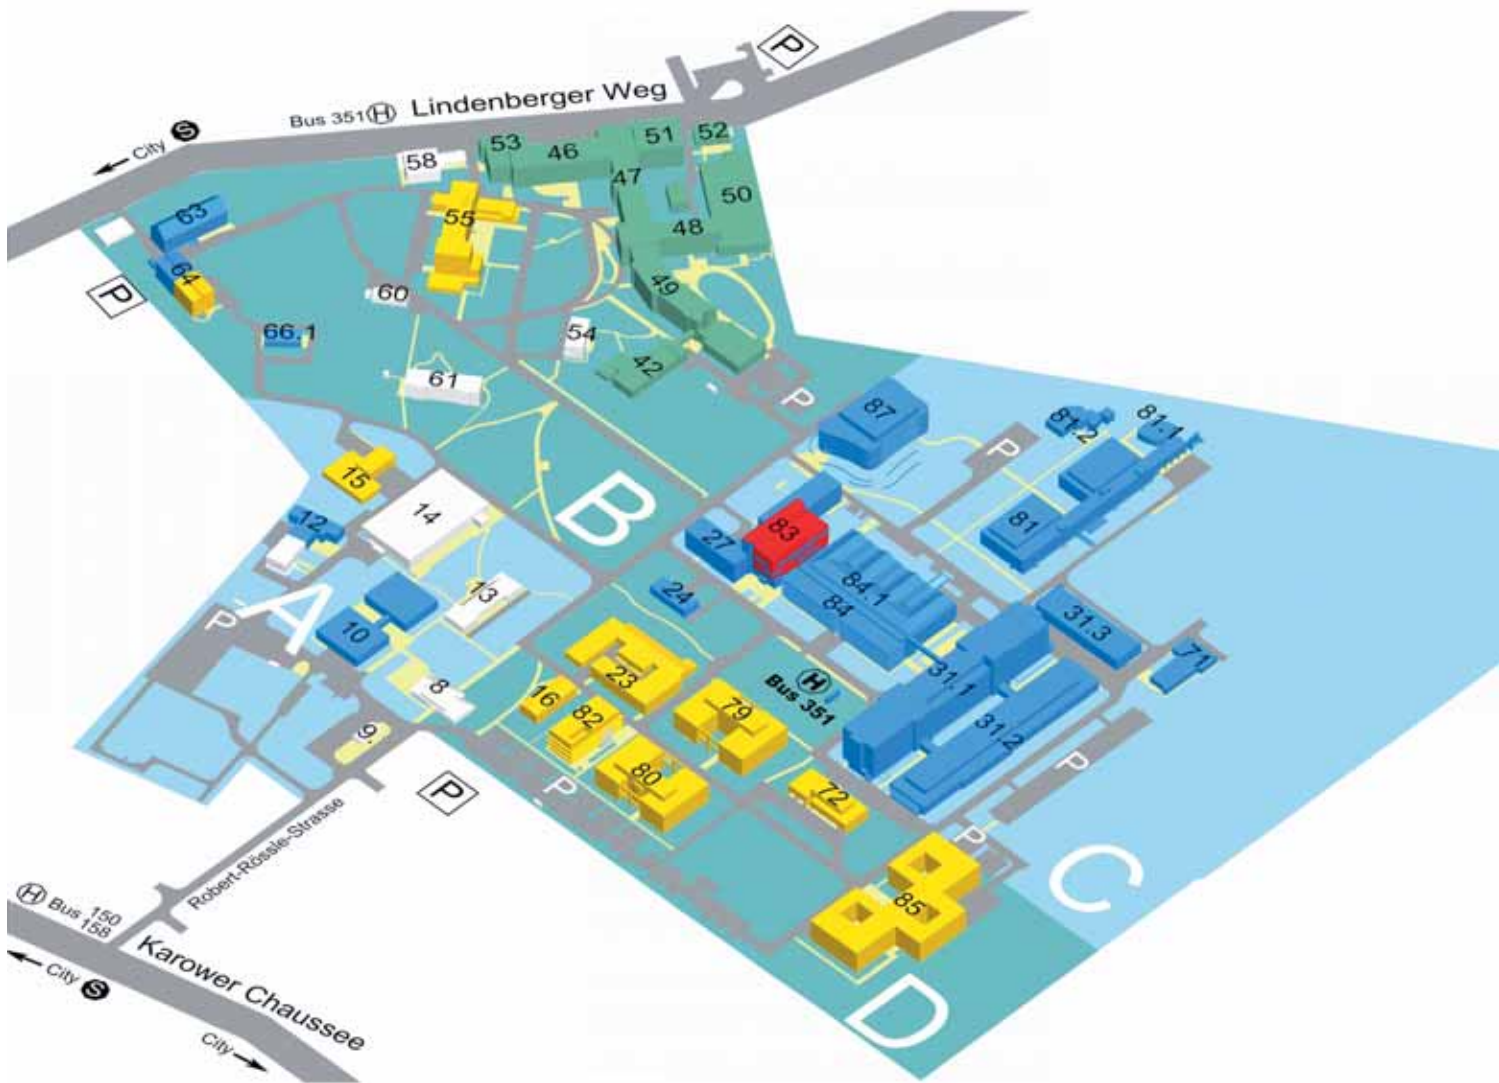 P
Bus 351 H Lindenberger Weg
City S
53
46
51
52
58
47
50
63
55
48
64
P
60
49
66.1
54
42
61
P
87
81.2
81.1
P
15
14
B
12
83
27
81
84.1
24
84
13
A
P
10
31.3
31.1
71
8
23
H
Bus 351
16
82
79
31.2
9.
80
P
72
P
P
Robert-Rössle-Strasse
P
C
85
H Bus 150
158
Karower Chaussee
City S
D
City